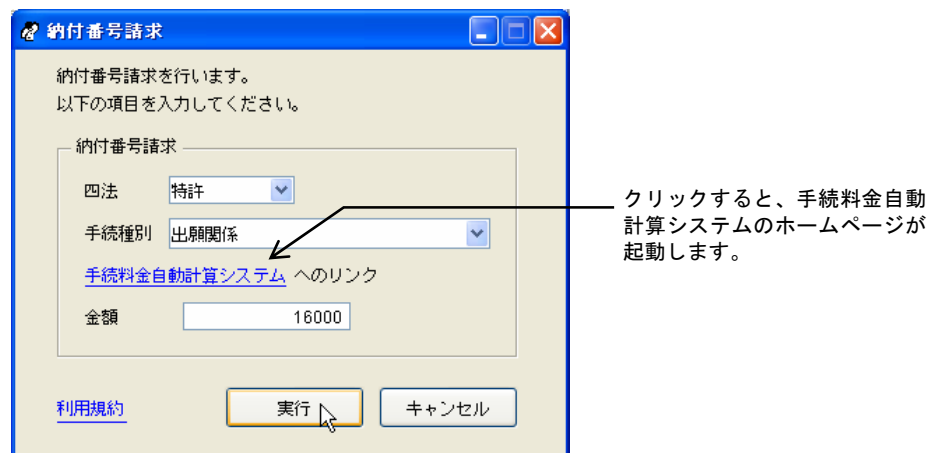 納付番号請求
納付番号請求を行います。
以下の項目を入力してください。
納付番号請求
四法 特許
手続種別 出願関係
手続料金自動計算システム へのリンク
金額 16000
利用規約 実行 キャンセル
クリックすると、手続料金自動
計算システムのホームページが
起動します。